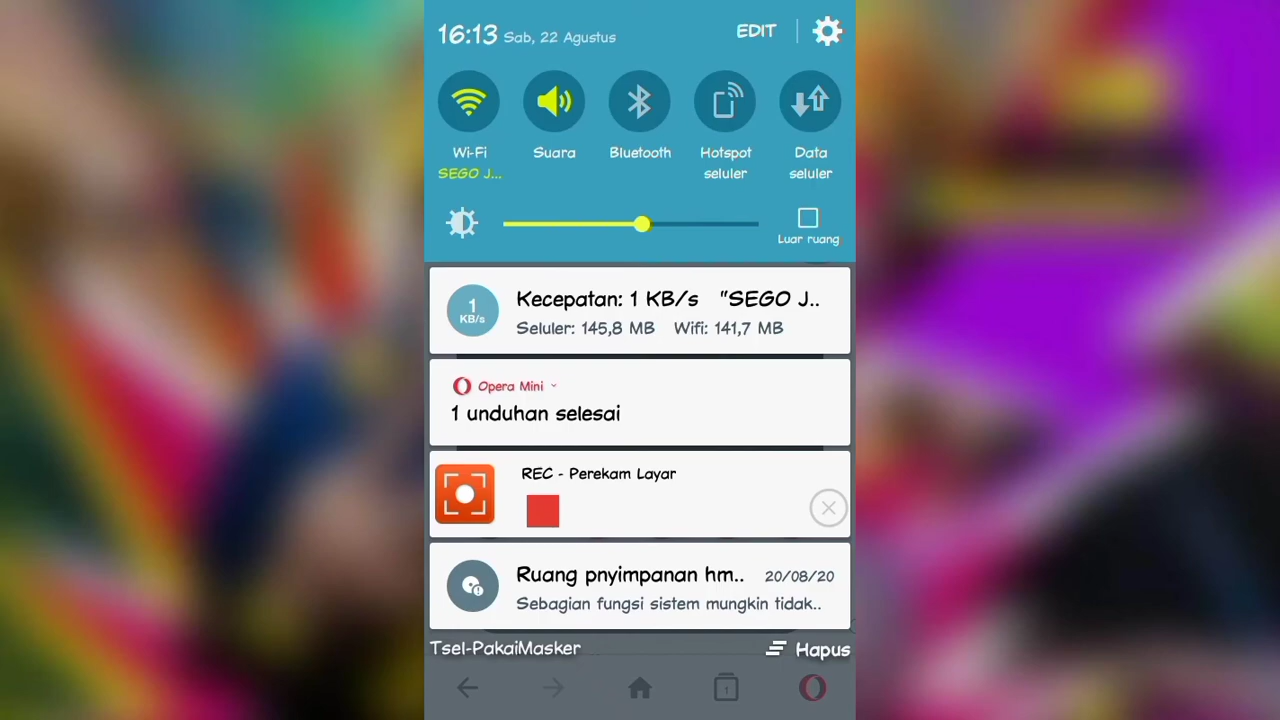 16:13 Sab, 22 Agustus EDIT
Wi-Fi Suara Bluetooth Hotspot seluler Data seluler
SEGO J...
Luar ruang
1 KB/s
Kecepatan: 1 KB/s "SEGO J..
Seluler: 145,8 MB Wifi: 141,7 MB
Opera Mini
1 unduhan selesai
REC - Perekam Layar
Ruang pnyimpanan hm.. 20/08/20
Sebagian fungsi sistem mungkin tidak..
Tsel-PakaiMasker Hapus
1